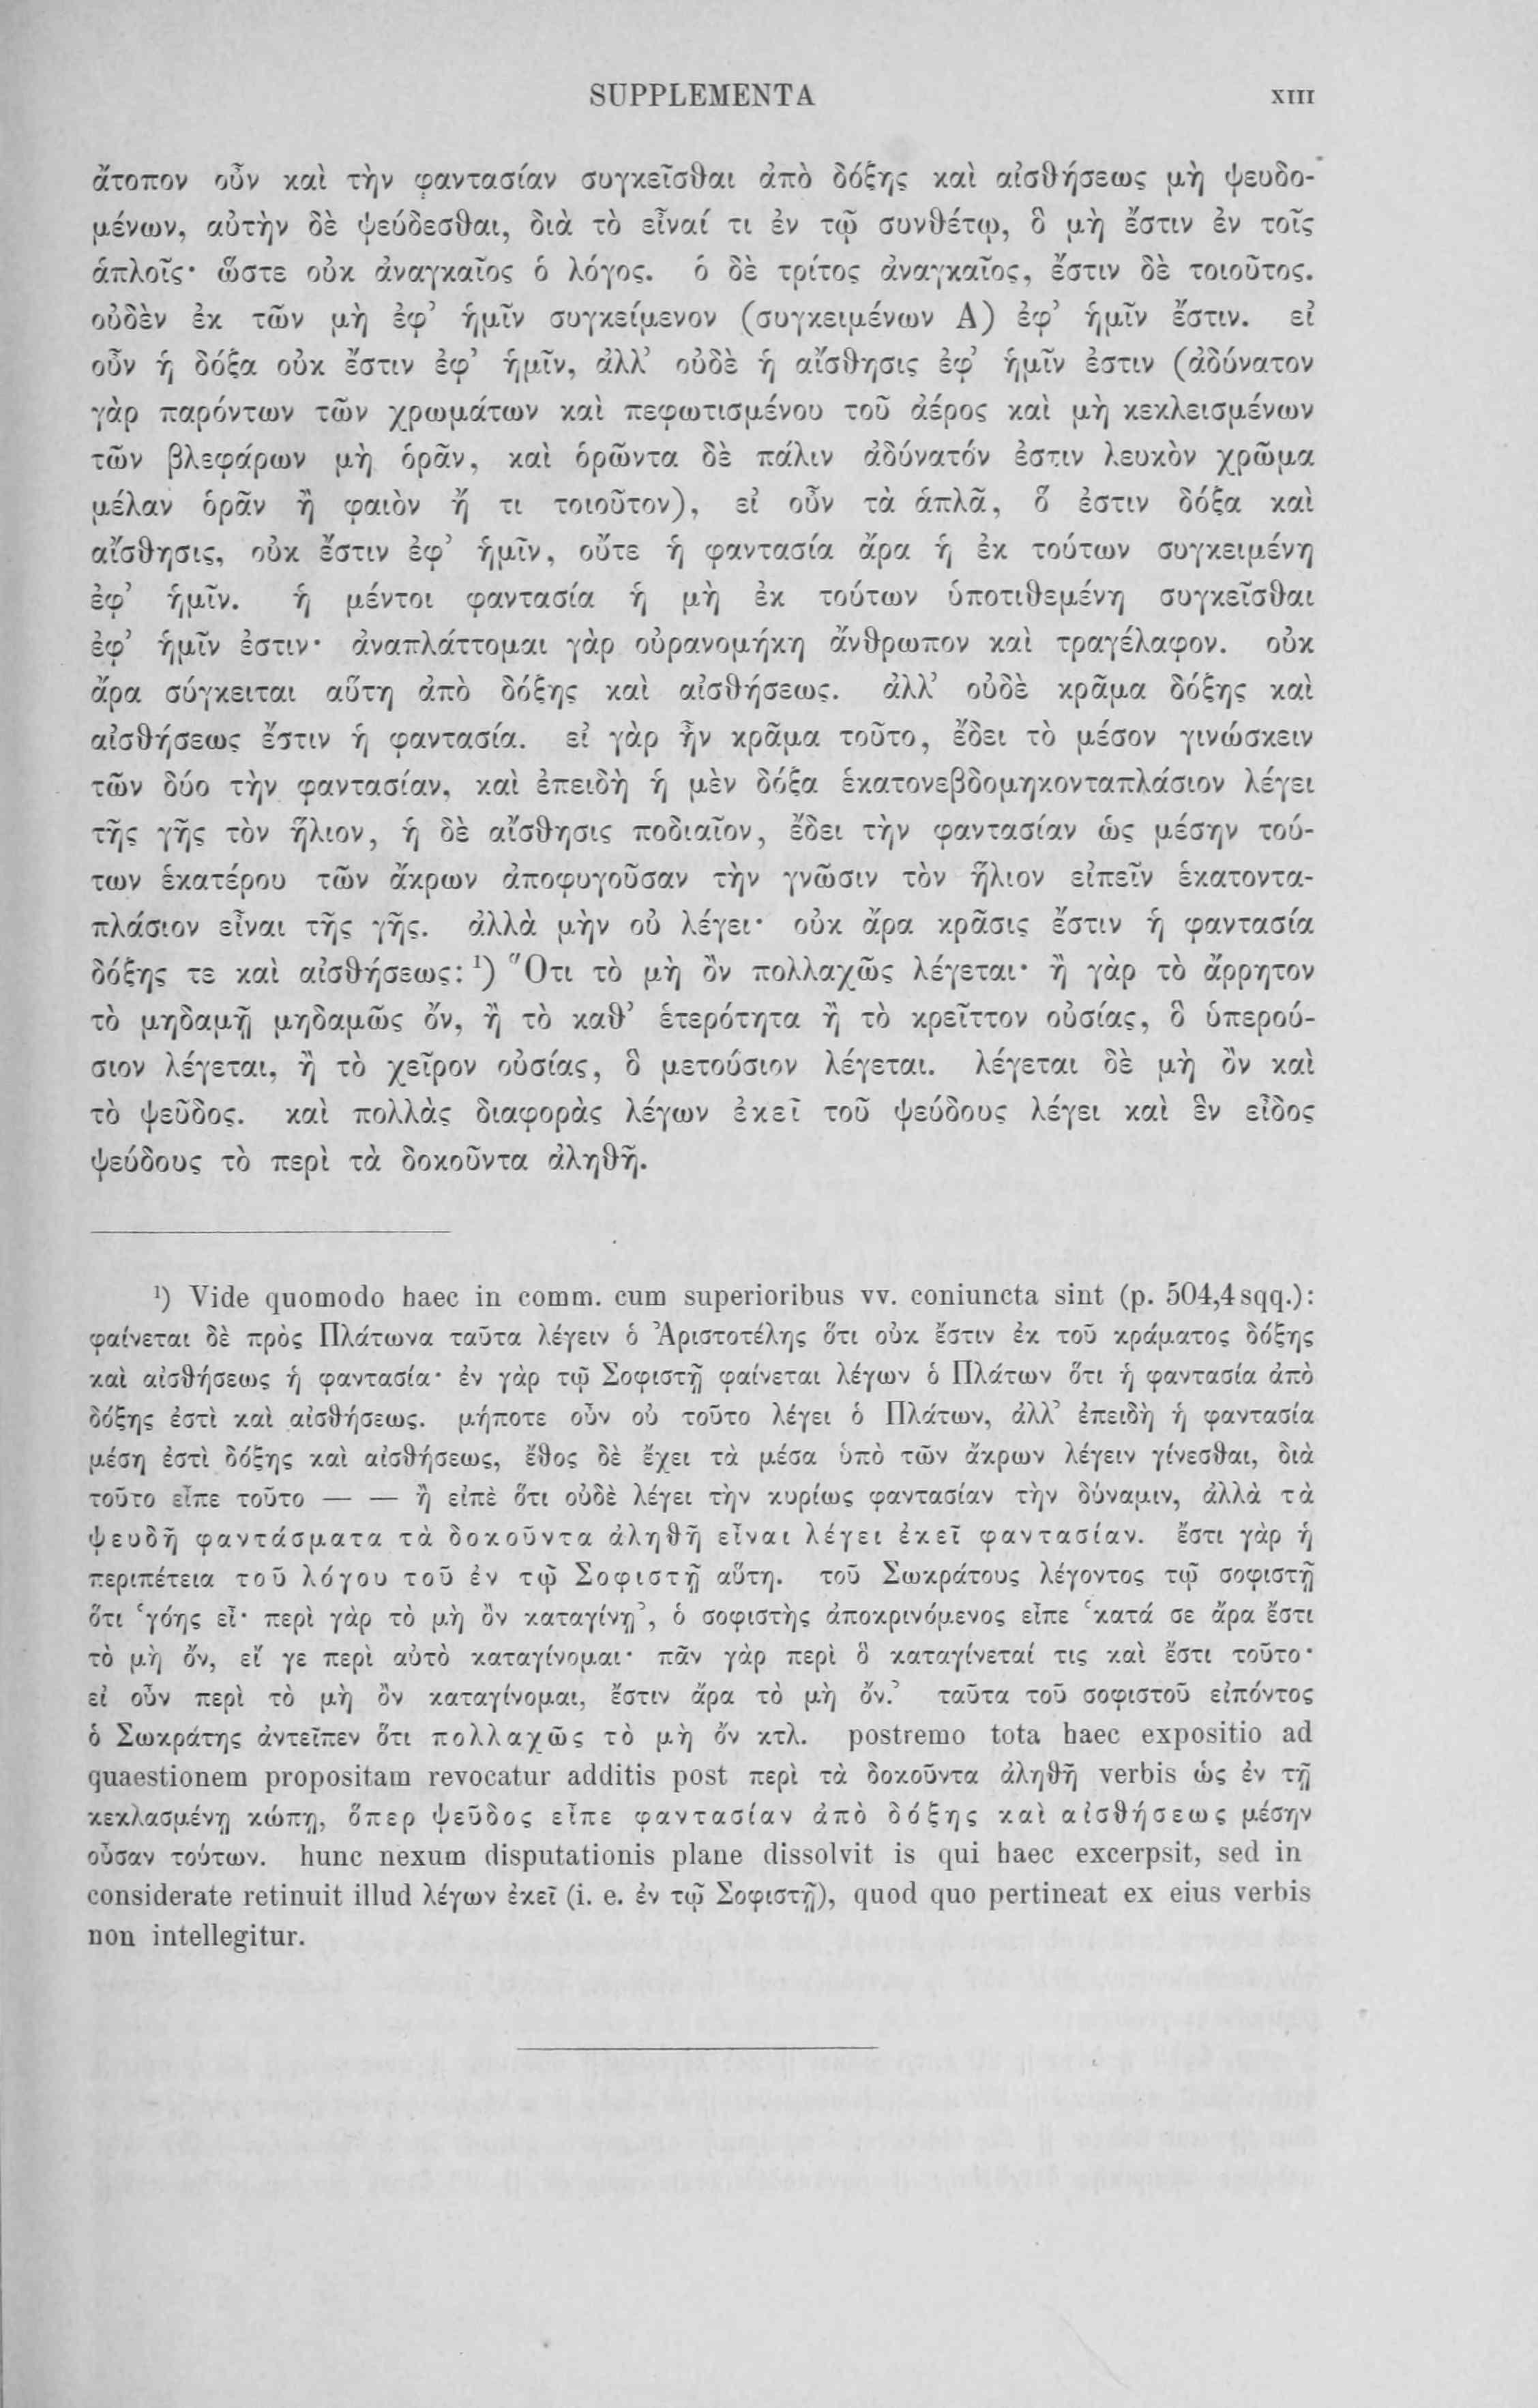 SUPPLEMENTA XIII
ἄτοπον οὖν καὶ τὴν φαντασίαν συγκεῖσθαι ἀπὸ δόξης καὶ αἰσθήσεως μὴ ψευδο-
μένων, αὐτὴν δὲ ψεύδεσθαι, διὰ τὸ εἶναί τι ἐν τῷ συνθέτῳ, ὃ μὴ ἔστιν ἐν τοῖς
ἁπλοῖς· ὥστε οὐκ ἀναγκαῖος ὁ λόγος. ὁ δὲ τρίτος ἀναγκαῖος, ἔστιν δὲ τοιοῦτος.
οὐδὲν ἐκ τῶν μὴ ἐφ’ ἡμῖν συγκείμενον (συγκειμένων A) ἐφ’ ἡμῖν ἔστιν. εἰ
οὖν ἡ δόξα οὐκ ἔστιν ἐφ’ ἡμῖν, ἀλλ’ οὐδὲ ἡ αἴσθησις ἐφ’ ἡμῖν ἐστιν (ἀδύνατον
γὰρ παρόντων τῶν χρωμάτων καὶ πεφωτισμένου τοῦ ἀέρος καὶ μὴ κεκλεισμένων
τῶν βλεφάρων μὴ ὁρᾶν, καὶ ὁρῶντα δὲ πάλιν ἀδύνατόν ἐστιν λευκὸν χρῶμα
μέλαν ὁρᾶν ἢ φαιὸν ἤ τι τοιοῦτον), εἰ οὖν τὰ ἁπλᾶ, ὅ ἐστιν δόξα καὶ
αἴσθησις, οὐκ ἔστιν ἐφ’ ἡμῖν, οὔτε ἡ φαντασία ἄρα ἡ ἐκ τούτων συγκειμένη
ἐφ’ ἡμῖν. ἡ μέντοι φαντασία ἡ μὴ ἐκ τούτων ὑποτιθεμένη συγκεῖσθαι
ἐφ’ ἡμῖν ἐστιν· ἀναπλάττομαι γὰρ οὐρανομήκη ἄνθρωπον καὶ τραγέλαφον. οὐκ
ἄρα σύγκειται αὕτη ἀπὸ δόξης καὶ αἰσθήσεως. ἀλλ’ οὐδὲ κρᾶμα δόξης καὶ
αἰσθήσεως ἔστιν ἡ φαντασία. εἰ γὰρ ἦν κρᾶμα τοῦτο, ἔδει τὸ μέσον γινώσκειν
τῶν δύο τὴν φαντασίαν, καὶ ἐπειδὴ ἡ μὲν δόξα ἑκατονεβδομηκονταπλάσιον λέγει
τῆς γῆς τὸν ἥλιον, ἡ δὲ αἴσθησις ποδιαῖον, ἔδει τὴν φαντασίαν ὡς μέσην τού-
των ἑκατέρου τῶν ἄκρων ἀποφυγοῦσαν τὴν γνῶσιν τὸν ἥλιον εἰπεῖν ἑκατοντα-
πλάσιον εἶναι τῆς γῆς. ἀλλὰ μὴν οὐ λέγει· οὐκ ἄρα κρᾶσις ἔστιν ἡ φαντασία
δόξης τε καὶ αἰσθήσεως: ¹) Ὅτι τὸ μὴ ὂν πολλαχῶς λέγεται· ἢ γὰρ τὸ ἄρρητον
τὸ μηδαμῇ μηδαμῶς ὄν, ἢ τὸ καθ’ ἑτερότητα ἢ τὸ κρεῖττον οὐσίας, ὃ ὑπερού-
σιον λέγεται, ἢ τὸ χεῖρον οὐσίας, ὃ μετούσιον λέγεται. λέγεται δὲ μὴ ὂν καὶ
τὸ ψεῦδος. καὶ πολλὰς διαφορὰς λέγων ἐκεῖ τοῦ ψεύδους λέγει καὶ ἓν εἶδος
ψεύδους τὸ περὶ τὰ δοκοῦντα ἀληθῆ.
¹) Vide quomodo haec in comm. cum superioribus vv. coniuncta sint (p. 504,4 sqq.):
φαίνεται δὲ πρὸς Πλάτωνα ταῦτα λέγειν ὁ Ἀριστοτέλης ὅτι οὐκ ἔστιν ἐκ τοῦ κράματος δόξης
καὶ αἰσθήσεως ἡ φαντασία· ἐν γὰρ τῷ Σοφιστῇ φαίνεται λέγων ὁ Πλάτων ὅτι ἡ φαντασία ἀπὸ
δόξης ἐστὶ καὶ αἰσθήσεως. μήποτε οὖν οὐ τοῦτο λέγει ὁ Πλάτων, ἀλλ’ ἐπειδὴ ἡ φαντασία
μέση ἐστὶ δόξης καὶ αἰσθήσεως, ἔθος δὲ ἔχει τὰ μέσα ὑπὸ τῶν ἄκρων λέγειν γίνεσθαι, διὰ
τοῦτο εἶπε τοῦτο — — ἢ εἰπὲ ὅτι οὐδὲ λέγει τὴν κυρίως φαντασίαν τὴν δύναμιν, ἀλλὰ τὰ
ψευδῆ φαντάσματα τὰ δοκοῦντα ἀληθῆ εἶναι λέγει ἐκεῖ φαντασίαν. ἔστι γὰρ ἡ
περιπέτεια τοῦ λόγου τοῦ ἐν τῷ Σοφιστῇ αὕτη. τοῦ Σωκράτους λέγοντος τῷ σοφιστῇ
ὅτι ‘γόης εἶ· περὶ γὰρ τὸ μὴ ὂν καταγίνῃ’, ὁ σοφιστὴς ἀποκρινόμενος εἶπε ‘κατά σε ἄρα ἔστι
τὸ μὴ ὄν, εἴ γε περὶ αὐτὸ καταγίνομαι· πᾶν γὰρ περὶ ὃ καταγίνεταί τις καὶ ἔστι τοῦτο·
εἰ οὖν περὶ τὸ μὴ ὂν καταγίνομαι, ἔστιν ἄρα τὸ μὴ ὄν.’ ταῦτα τοῦ σοφιστοῦ εἰπόντος
ὁ Σωκράτης ἀντεῖπεν ὅτι πολλαχῶς τὸ μὴ ὄν κτλ. postremo tota haec expositio ad
quaestionem propositam revocatur additis post περὶ τὰ δοκοῦντα ἀληθῆ verbis ὡς ἐν τῇ
κεκλασμένῃ κώπῃ, ὅπερ ψεῦδος εἶπε φαντασίαν ἀπὸ δόξης καὶ αἰσθήσεως μέσην
οὖσαν τούτων. hunc nexum disputationis plane dissolvit is qui haec excerpsit, sed in
considerate retinuit illud λέγων ἐκεῖ (i. e. ἐν τῷ Σοφιστῇ), quod quo pertineat ex eius verbis
non intellegitur.